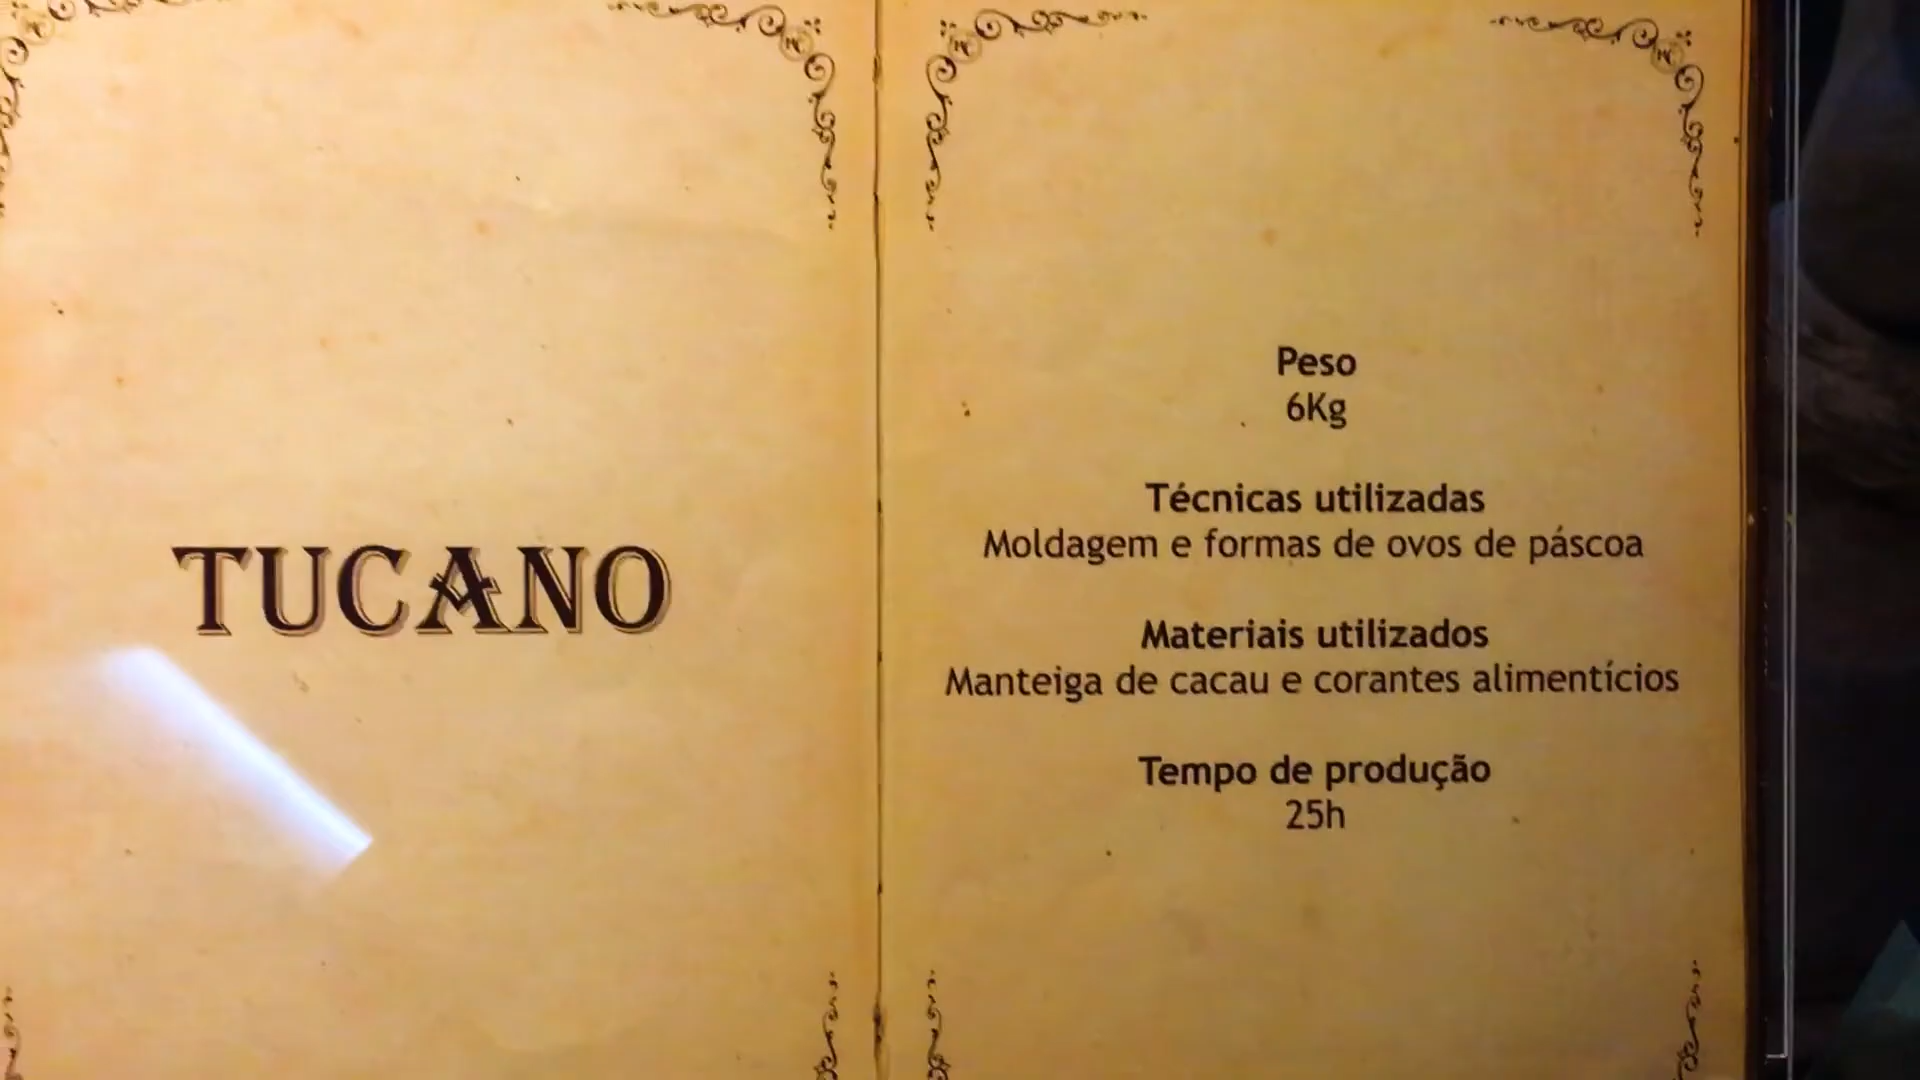 TUCANO
Peso
6Kg
Técnicas utilizadas
Moldagem e formas de ovos de páscoa
Materiais utilizados
Manteiga de cacau e corantes alimentícios
Tempo de produção
25h